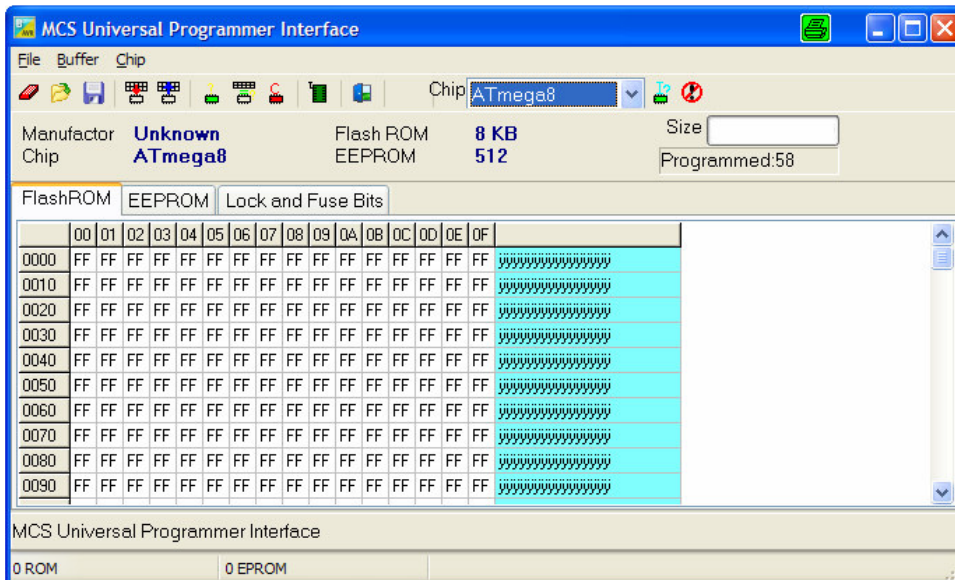 MCS Universal Programmer Interface
File Buffer Chip
Chip ATmega8
Manufactor Unknown Flash ROM 8 KB Size
Chip ATmega8 EEPROM 512 Programmed:58
FlashROM EEPROM Lock and Fuse Bits
00 01 02 03 04 05 06 07 08 09 0A 0B 0C 0D 0E 0F
0000 FF FF FF FF FF FF FF FF FF FF FF FF FF FF FF FF ÿÿÿÿÿÿÿÿÿÿÿÿÿÿÿÿ
0010 FF FF FF FF FF FF FF FF FF FF FF FF FF FF FF FF ÿÿÿÿÿÿÿÿÿÿÿÿÿÿÿÿ
0020 FF FF FF FF FF FF FF FF FF FF FF FF FF FF FF FF ÿÿÿÿÿÿÿÿÿÿÿÿÿÿÿÿ
0030 FF FF FF FF FF FF FF FF FF FF FF FF FF FF FF FF ÿÿÿÿÿÿÿÿÿÿÿÿÿÿÿÿ
0040 FF FF FF FF FF FF FF FF FF FF FF FF FF FF FF FF ÿÿÿÿÿÿÿÿÿÿÿÿÿÿÿÿ
0050 FF FF FF FF FF FF FF FF FF FF FF FF FF FF FF FF ÿÿÿÿÿÿÿÿÿÿÿÿÿÿÿÿ
0060 FF FF FF FF FF FF FF FF FF FF FF FF FF FF FF FF ÿÿÿÿÿÿÿÿÿÿÿÿÿÿÿÿ
0070 FF FF FF FF FF FF FF FF FF FF FF FF FF FF FF FF ÿÿÿÿÿÿÿÿÿÿÿÿÿÿÿÿ
0080 FF FF FF FF FF FF FF FF FF FF FF FF FF FF FF FF ÿÿÿÿÿÿÿÿÿÿÿÿÿÿÿÿ
0090 FF FF FF FF FF FF FF FF FF FF FF FF FF FF FF FF ÿÿÿÿÿÿÿÿÿÿÿÿÿÿÿÿ
MCS Universal Programmer Interface
0 ROM 0 EPROM